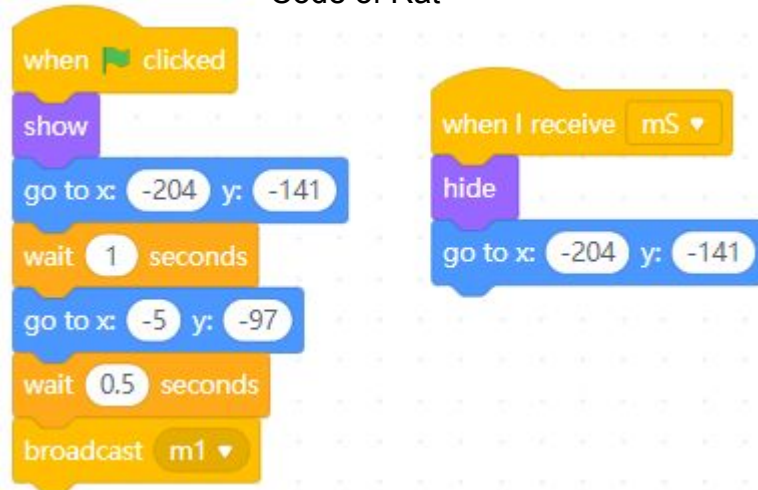 Code of
when clicked
show
go to x: -204 y: -141
wait 1 seconds
go to x: -5 y: -97
wait 0.5 seconds
broadcast m1
when I receive mS
hide
go to x: -204 y: -141